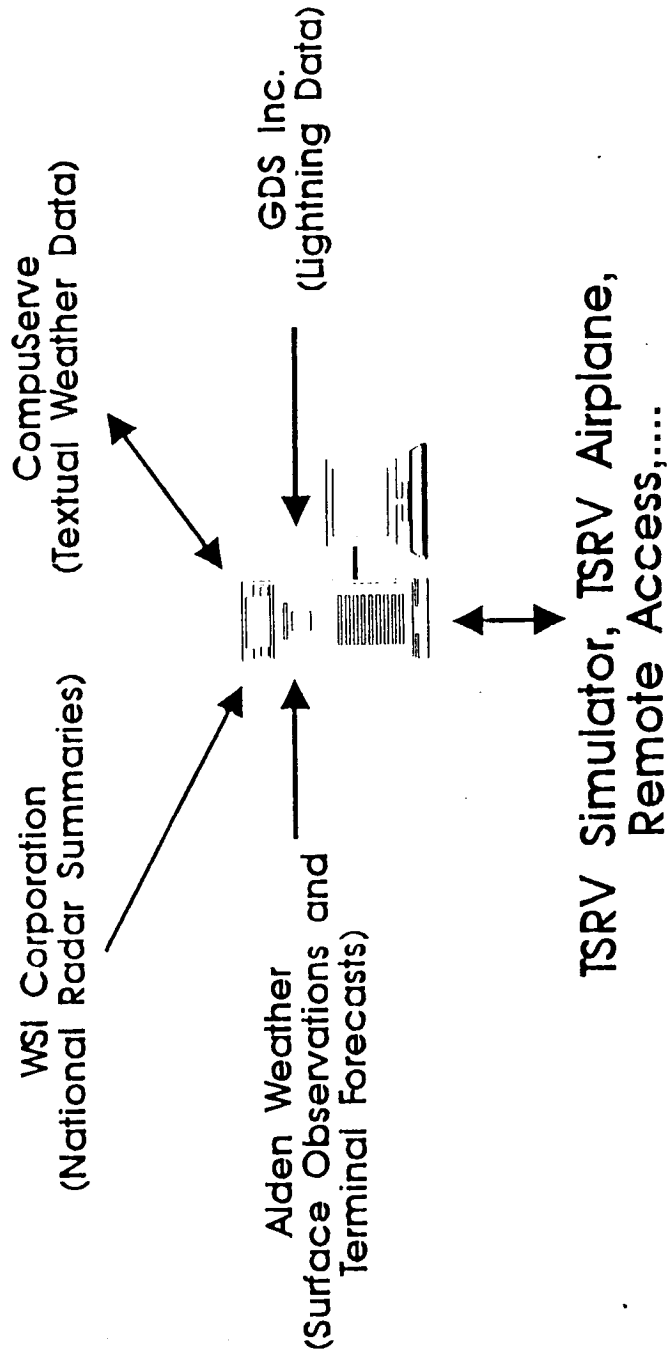 WSI Corporation
(National Radar Summaries)
CompuServe
(Textual Weather Data)
Alden Weather
(Surface Observations and
Terminal Forecasts)
GDS Inc.
(Lightning Data)
TSRV Simulator, TSRV Airplane,
Remote Access,....